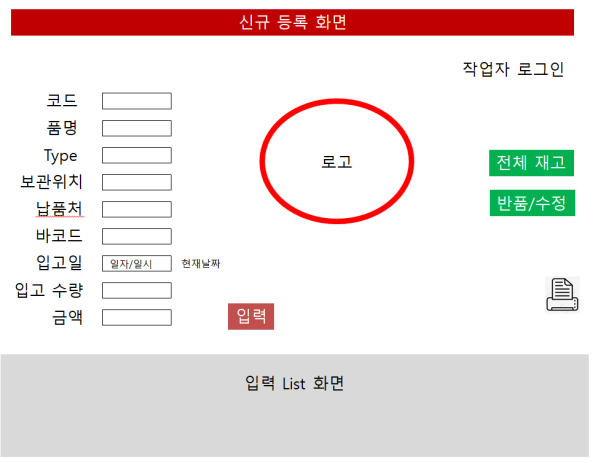 신규 등록 화면
작업자 로그인
코드
품명
Type
보관위치
납품처
바코드
입고일 일자/일시 현재날짜
입고 수량
금액
입력
로고
전체 재고
반품/수정
입력 List 화면